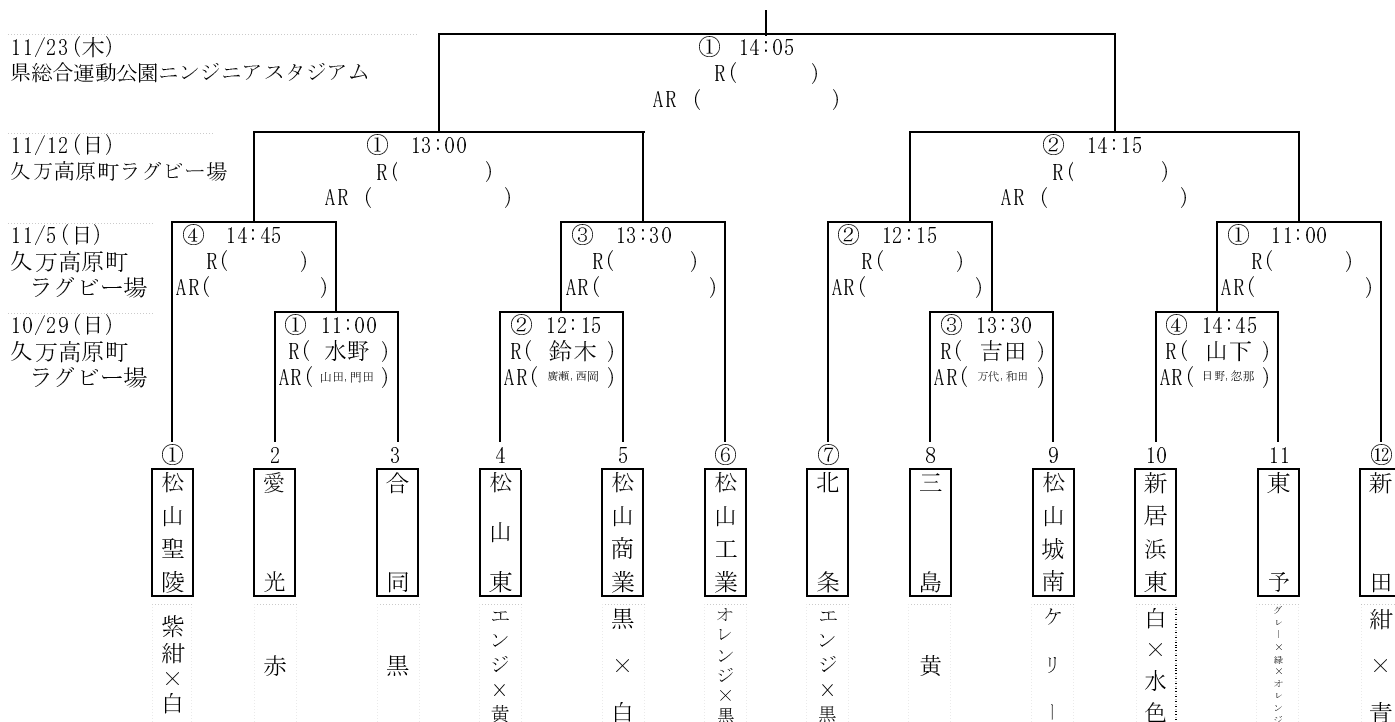 ① 14:05
11/23(木)
県総合運動公園ニンジニアスタジアム
R( )
AR ( )
11/12(日)
久万高原町ラグビー場
① 13:00
R( )
AR ( )
② 14:15
R( )
AR ( )
11/5(日)
久万高原町
ラグビー場
④ 14:45
R( )
AR( )
③ 13:30
R( )
AR( )
② 12:15
R( )
AR( )
① 11:00
R( )
AR( )
10/29(日)
久万高原町
ラグビー場
① 11:00
R( 水野 )
AR( 山田,門田 )
② 12:15
R( 鈴木 )
AR( 廣瀬,西岡 )
③ 13:30
R( 吉田 )
AR( 万代,和田 )
④ 14:45
R( 山下 )
AR( 日野,忽那 )
①
松山聖陵
紫紺×白
2
愛光
赤
3
合同
黒
4
松山東
エンジ×黄
5
松山商業
黒×白
⑥
松山工業
オレンジ×黒
⑦
北条
エンジ×黒
8
三島
黄
9
松山城南
ケリー
10
新居浜東
白×水色
11
東予
グレー×緑×オレンジ
⑫
新田
紺×青